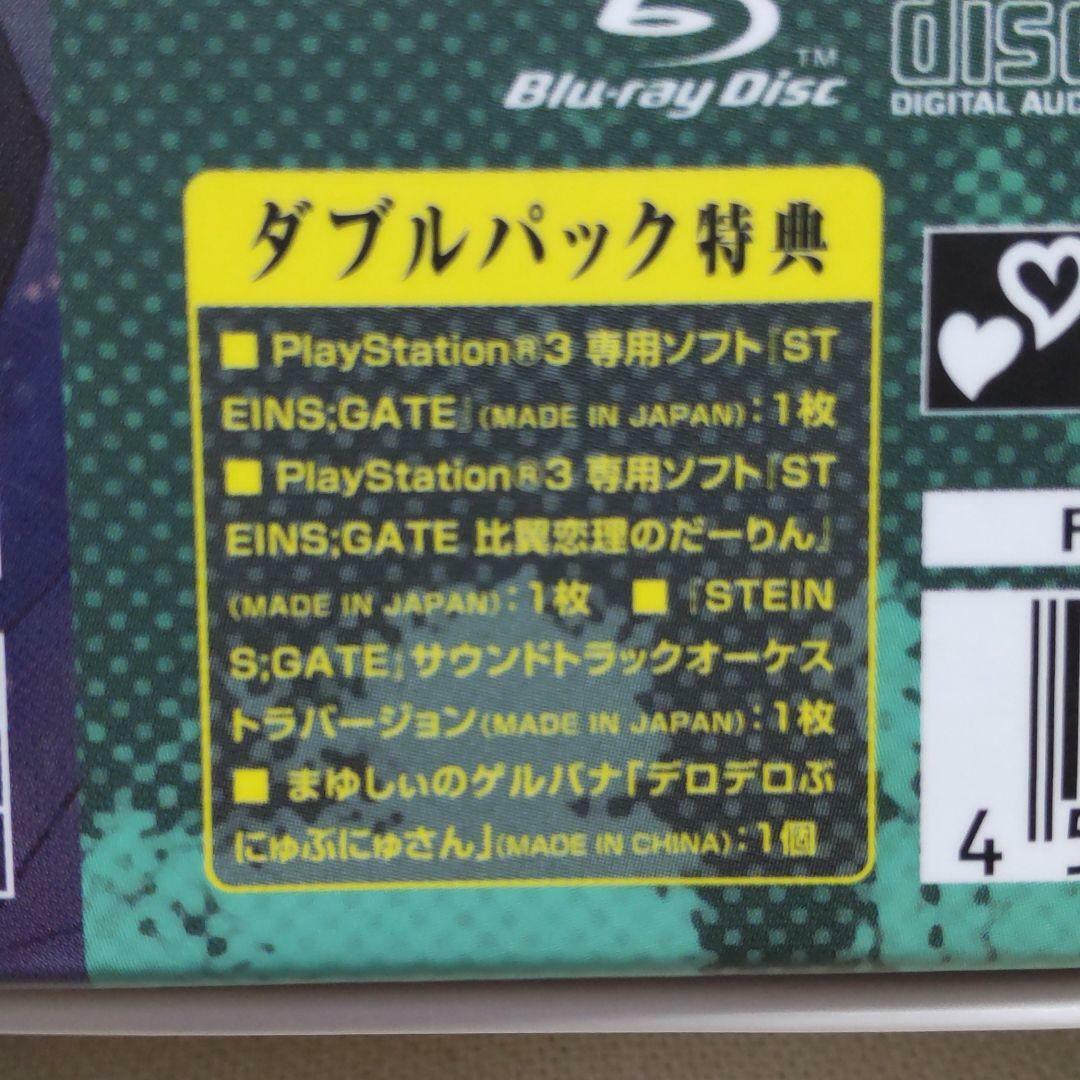 Blu-ray Disc TM
disc
DIGITAL AUD
ダブルパック特典
■ PlayStation®3 専用ソフト『ST
EINS;GATE』(MADE IN JAPAN):1枚
■ PlayStation®3 専用ソフト『ST
EINS;GATE 比翼恋理のだーりん』
(MADE IN JAPAN):1枚 ■『STEIN
S;GATE』サウンドトラックオーケス
トラバージョン(MADE IN JAPAN):1枚
■ まゆしぃのゲルバナ「デロデロぶ
にゅぶにゅさん」(MADE IN CHINA):1個
4